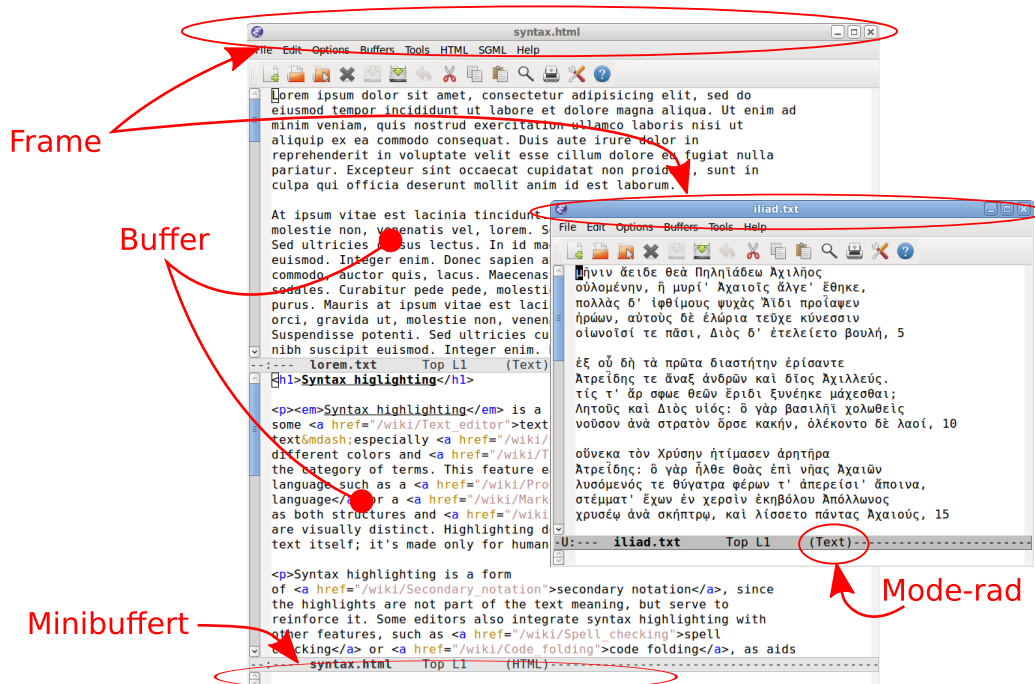 syntax.html
File Edit Options Buffers Tools HTML SGML Help
Lorem ipsum dolor sit amet, consectetur adipisicing elit, sed do
eiusmod tempor incididunt ut labore et dolore magna aliqua. Ut enim ad
minim veniam, quis nostrud exercitation ullamco laboris nisi ut
aliquip ex ea commodo consequat. Duis aute irure dolor in
reprehenderit in voluptate velit esse cillum dolore eu fugiat nulla
pariatur. Excepteur sint occaecat cupidatat non proident, sunt in
culpa qui officia deserunt mollit anim id est laborum.
At ipsum vitae est lacinia tincidunt.
molestie non, venenatis vel, lorem. S
Sed ultricies lectus. In id ma
euismod. Integer enim. Donec sapien a
commodo, auctor quis, lacus. Maecenas
sodales. Curabitur pede pede, molesti
purus. Mauris at ipsum vitae est laci
orci, gravida ut, molestie non, venen
Suspendisse potenti. Sed ultricies cu
nibh suscipit euismod. Integer enim.
--:--- lorem.txt Top L1 (Text)
<h1>Syntax higlighting</h1>
<p><em>Syntax highlighting</em> is a
some <a href="/wiki/Text_editor">text
text&mdash;especially <a href="/wiki/
different colors and <a href="/wiki/T
the category of terms. This feature e
language such as a <a href="/wiki/Pro
language</a> or a <a href="/wiki/Mark
as both structures and <a href="/wiki
are visually distinct. Highlighting d
text itself; it's made only for human
<p>Syntax highlighting is a form
of <a href="/wiki/Secondary_notation">secondary notation</a>, since
the highlights are not part of the text meaning, but serve to
reinforce it. Some editors also integrate syntax highlighting with
other features, such as <a href="/wiki/Spell_checking">spell
checking</a> or <a href="/wiki/Code_folding">code folding</a>, as aids
--:--- syntax.html Top L1 (HTML)--------------------------------------------
iliad.txt
File Edit Options Buffers Tools Help
μῆνιν ἄειδε θεὰ Πηληϊάδεω Ἀχιλῆος
οὐλομένην, ἣ μυρί' Ἀχαιοῖς ἄλγε' ἔθηκε,
πολλὰς δ' ἰφθίμους ψυχὰς Ἄϊδι προΐαψεν
ἡρώων, αὐτοὺς δὲ ἑλώρια τεῦχε κύνεσσιν
οἰωνοῖσί τε πᾶσι, Διὸς δ' ἐτελείετο βουλή, 5
ἐξ οὗ δὴ τὰ πρῶτα διαστήτην ἐρίσαντε
Ἀτρεΐδης τε ἄναξ ἀνδρῶν καὶ δῖος Ἀχιλλεύς.
τίς τ' ἄρ σφωε θεῶν ἔριδι ξυνέηκε μάχεσθαι;
Λητοῦς καὶ Διὸς υἱός: ὃ γὰρ βασιλῆϊ χολωθεὶς
νοῦσον ἀνὰ στρατὸν ὄρσε κακήν, ὀλέκοντο δὲ λαοί, 10
οὕνεκα τὸν Χρύσην ἠτίμασεν ἀρητῆρα
Ἀτρεΐδης: ὃ γὰρ ἦλθε θοὰς ἐπὶ νῆας Ἀχαιῶν
λυσόμενός τε θύγατρα φέρων τ' ἀπερείσι' ἄποινα,
στέμματ' ἔχων ἐν χερσὶν ἑκηβόλου Ἀπόλλωνος
χρυσέῳ ἀνὰ σκήπτρῳ, καὶ λίσσετο πάντας Ἀχαιούς, 15
-U:--- iliad.txt Top L1 (Text)------------------------
Frame
Buffer
Minibuffert
Mode-rad